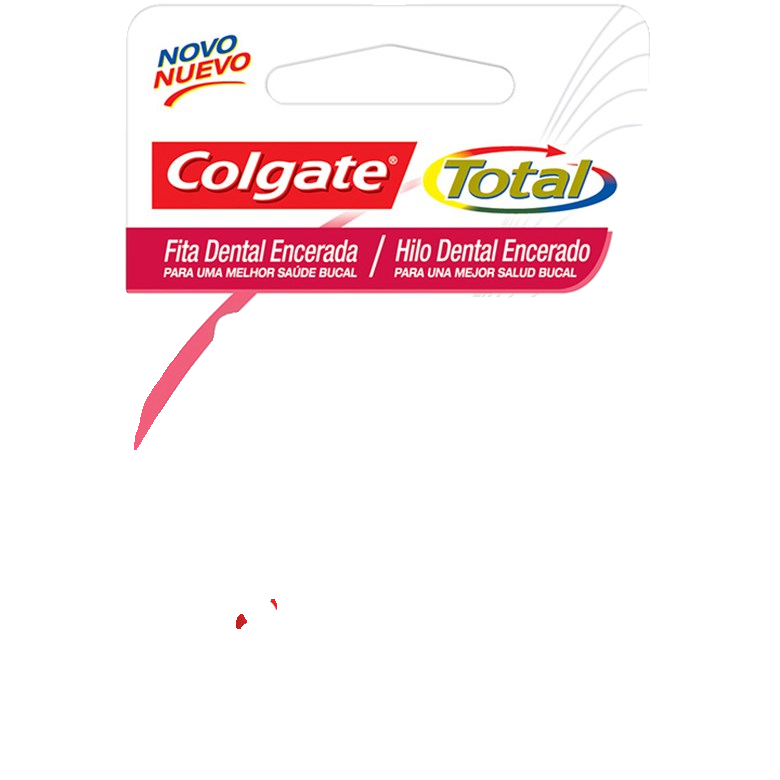 NOVO
NUEVO
Colgate® Total
Fita Dental Encerada / Hilo Dental Encerado
PARA UMA MELHOR SAÚDE BUCAL PARA UNA MEJOR SALUD BUCAL